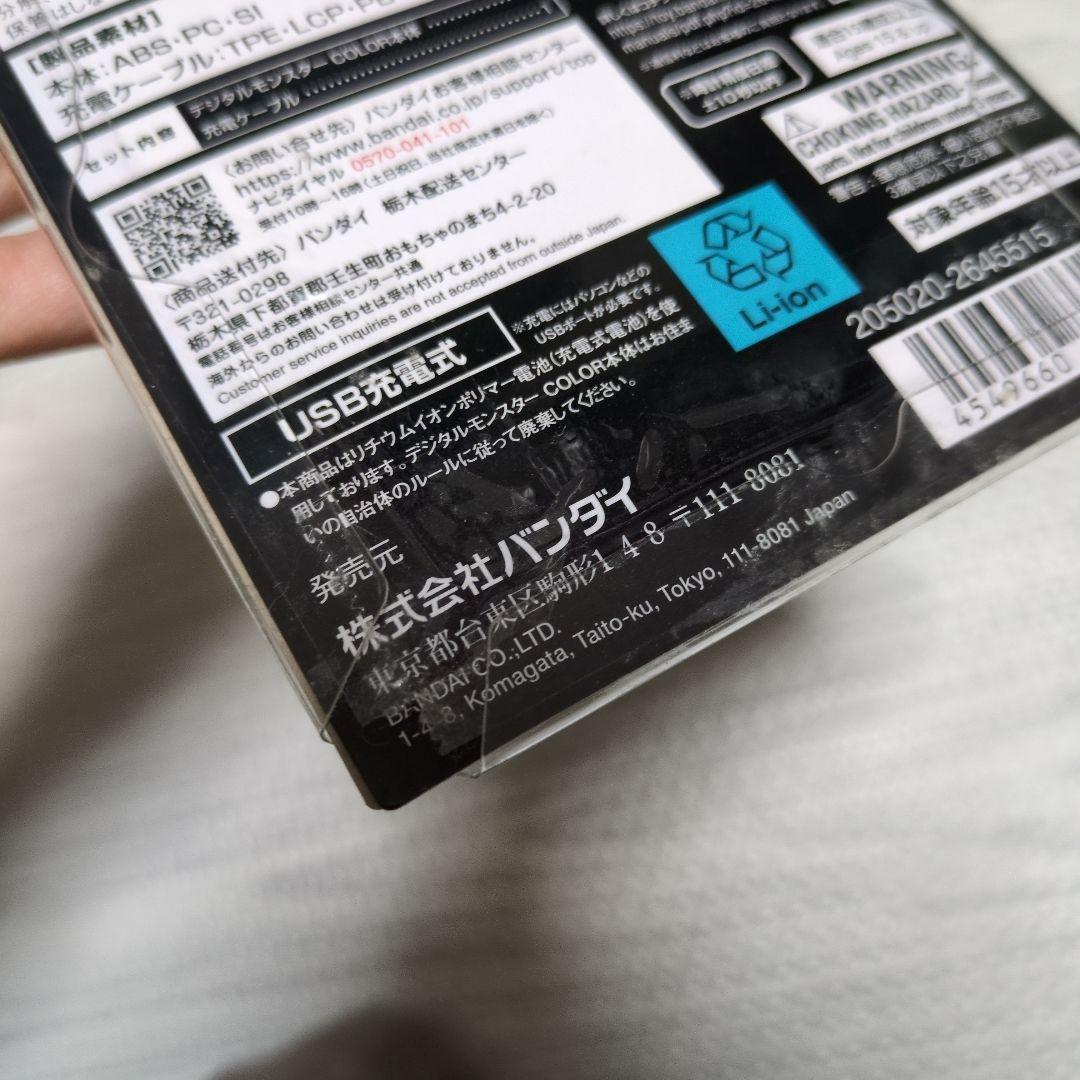 【製品素材】
本体:ABS・PC・SI
充電ケーブル:TPE・LCP・
セット内容
デジタルモンスター COLOR本体 1
充電ケーブル
〈お問い合せ先〉バンダイお客様相談センター
https://www.bandai.co.jp/support/top
ナビダイヤル 0570-041-101
受付10時〜16時(土日祝日、当社指定休業日を除く)
〈商品送付先〉バンダイ 栃木配送センター
〒321-0298
栃木県下都賀郡壬生町おもちゃのまち4-2-20
電話番号はお客様相談センター共通
海外からのお問い合わせは受け付けておりません。
Customer service inquiries are not accepted from outside Japan.
USB充電式
※充電にはパソコンなどの
USBポートが必要です。
●本商品はリチウムイオンポリマー電池(充電式電池)を使
用しております。デジタルモンスター COLOR本体はお住ま
いの自治体のルールに従って廃棄してください。
発売元
株式会社バンダイ
東京都台東区駒形1-4-8 〒111-8081
BANDAI CO.,LTD.
1-4-8, Komagata, Taito-ku, Tokyo, 111-8081 Japan
WARNING
CHOKING HAZARD-
対象年齢15才以上
Li-ion
205020-2645515